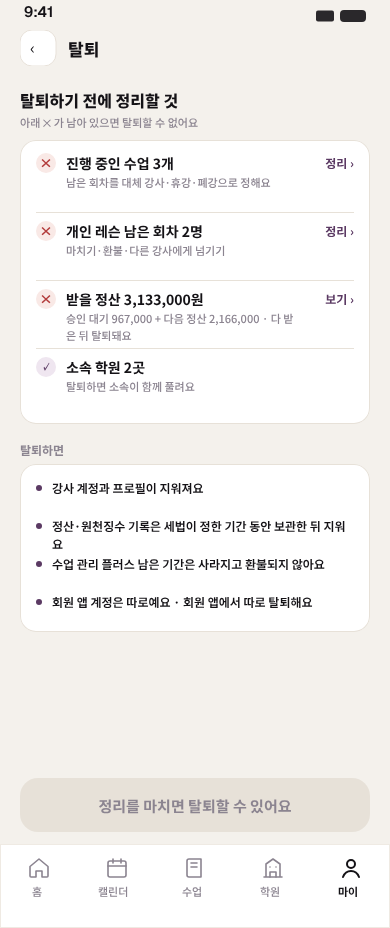 9:41
‹ 탈퇴
탈퇴하기 전에 정리할 것
아래 ✕ 가 남아 있으면 탈퇴할 수 없어요
✕ 진행 중인 수업 3개 정리 ›
남은 회차를 대체 강사·휴강·폐강으로 정해요
✕ 개인 레슨 남은 회차 2명 정리 ›
마치기·환불·다른 강사에게 넘기기
✕ 받을 정산 3,133,000원 보기 ›
승인 대기 967,000 + 다음 정산 2,166,000 · 다 받
은 뒤 탈퇴돼요
✓ 소속 학원 2곳
탈퇴하면 소속이 함께 풀려요
탈퇴하면
강사 계정과 프로필이 지워져요
정산·원천징수 기록은 세법이 정한 기간 동안 보관한 뒤 지워
요
수업 관리 플러스 남은 기간은 사라지고 환불되지 않아요
회원 앱 계정은 따로예요 · 회원 앱에서 따로 탈퇴해요
정리를 마치면 탈퇴할 수 있어요
홈 캘린더 수업 학원 마이